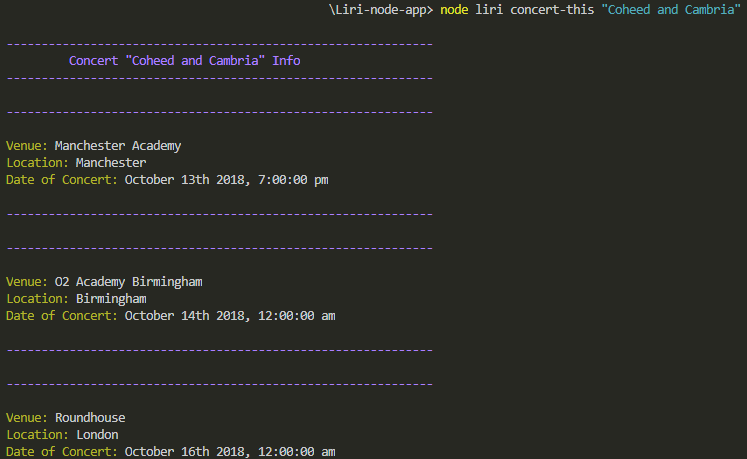 \Liri-node-app> node liri concert-this "Coheed and Cambria"
-------------------------------------------------------------
Concert "Coheed and Cambria" Info
-------------------------------------------------------------
-------------------------------------------------------------
Venue: Manchester Academy
Location: Manchester
Date of Concert: October 13th 2018, 7:00:00 pm
-------------------------------------------------------------
-------------------------------------------------------------
Venue: O2 Academy Birmingham
Location: Birmingham
Date of Concert: October 14th 2018, 12:00:00 am
-------------------------------------------------------------
-------------------------------------------------------------
Venue: Roundhouse
Location: London
Date of Concert: October 16th 2018, 12:00:00 am